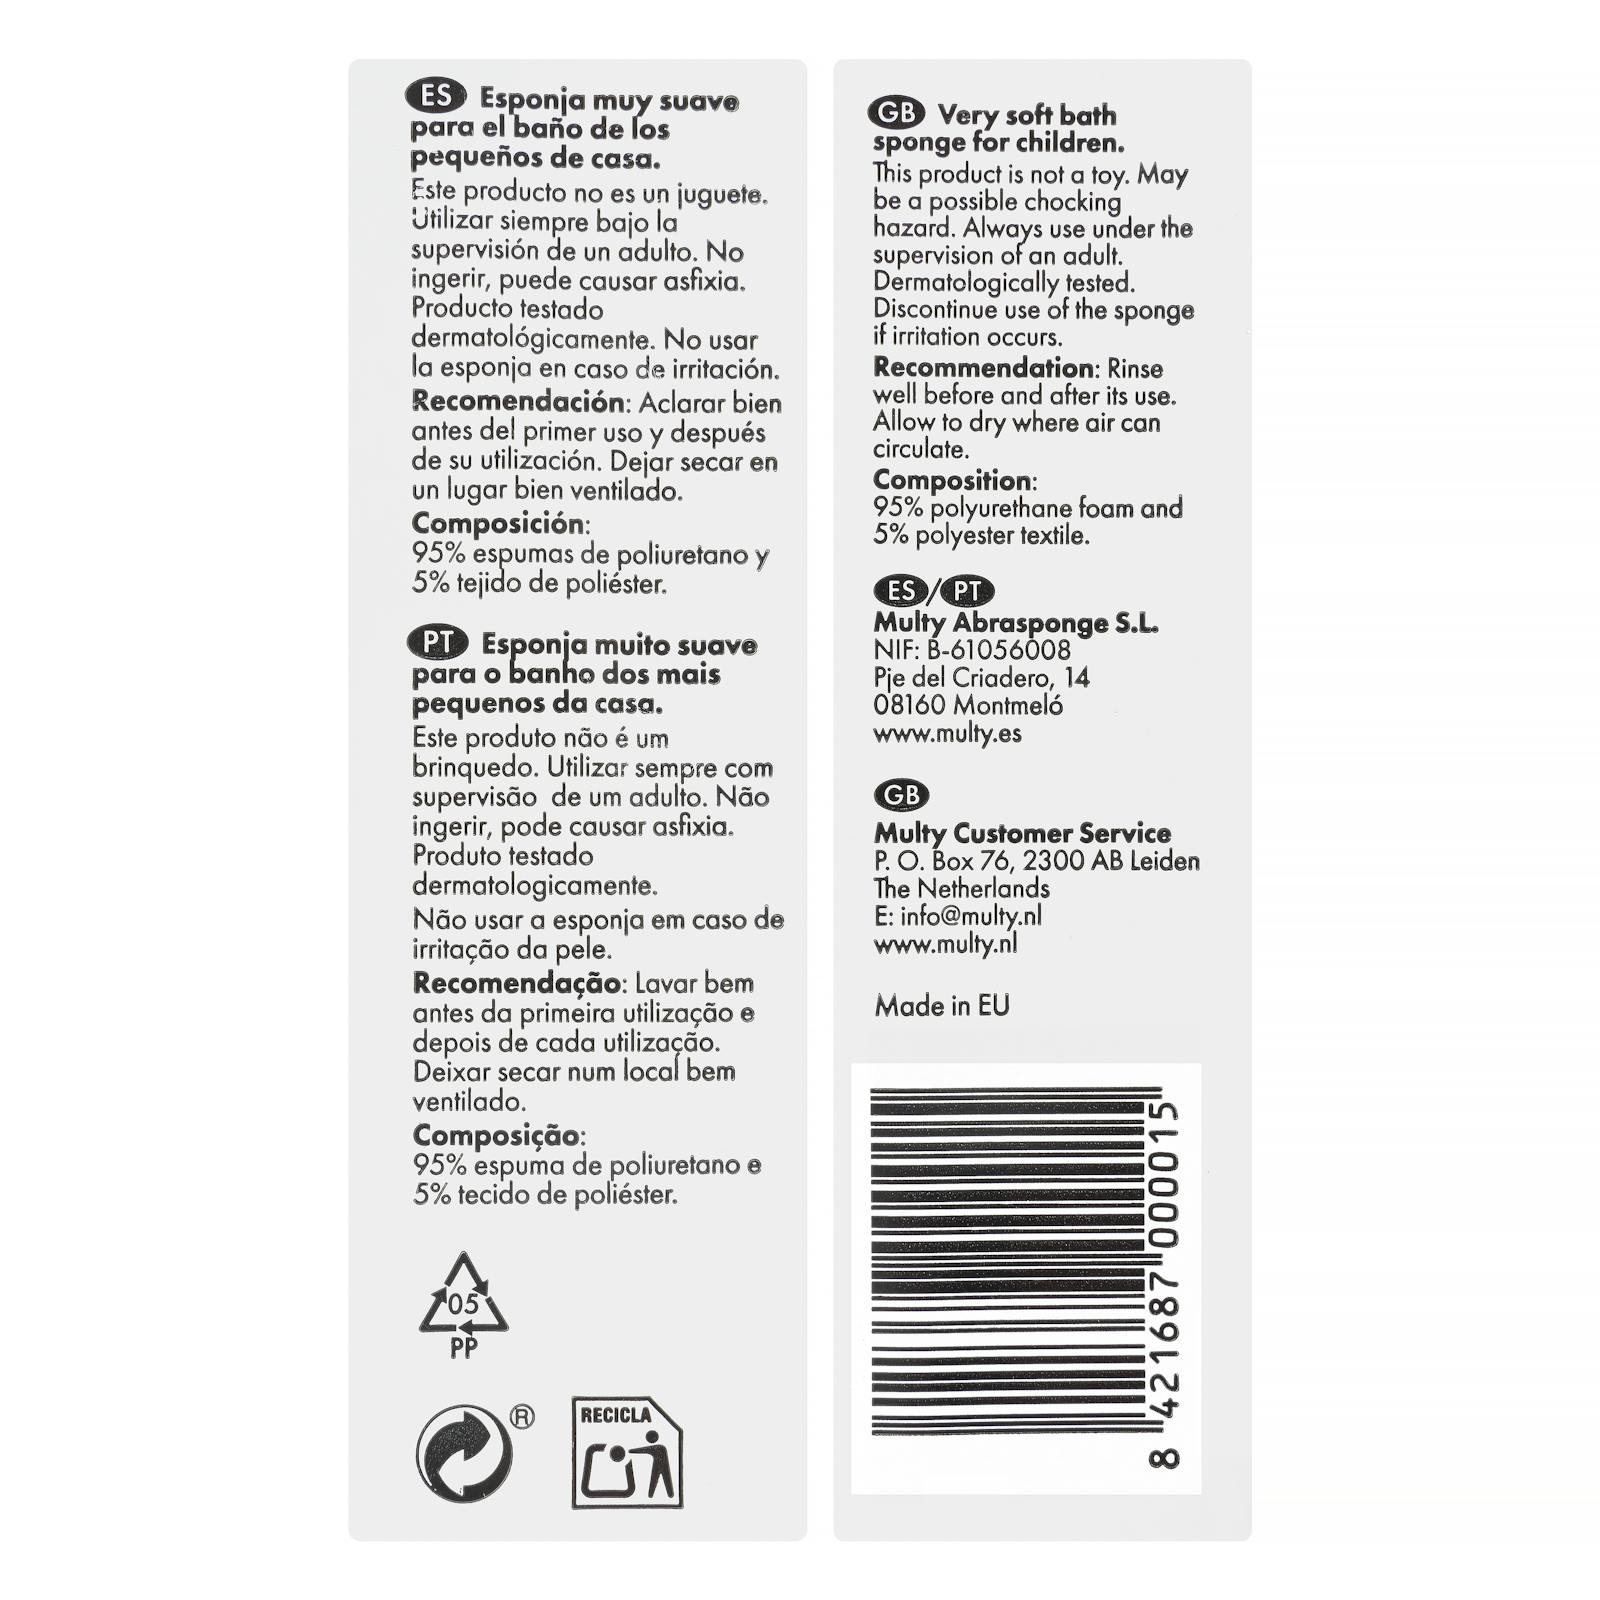 ES Esponja muy suave
para el baño de los
pequeños de casa.
Este producto no es un juguete.
Utilizar siempre bajo la
supervisión de un adulto. No
ingerir, puede causar asfixia.
Producto testado
dermatológicamente. No usar
la esponja en caso de irritación.
Recomendación: Aclarar bien
antes del primer uso y después
de su utilización. Dejar secar en
un lugar bien ventilado.
Composición:
95% espumas de poliuretano y
5% tejido de poliéster.
PT Esponja muito suave
para o banho dos mais
pequenos da casa.
Este produto não é um
brinquedo. Utilizar sempre com
supervisão de um adulto. Não
ingerir, pode causar asfixia.
Produto testado
dermatologicamente.
Não usar a esponja em caso de
irritação da pele.
Recomendação: Lavar bem
antes da primeira utilização e
depois de cada utilização.
Deixar secar num local bem
ventilado.
Composição:
95% espuma de poliuretano e
5% tecido de poliéster.
05
PP
®
RECICLA
GB Very soft bath
sponge for children.
This product is not a toy. May
be a possible chocking
hazard. Always use under the
supervision of an adult.
Dermatologically tested.
Discontinue use of the sponge
if irritation occurs.
Recommendation: Rinse
well before and after its use.
Allow to dry where air can
circulate.
Composition:
95% polyurethane foam and
5% polyester textile.
ES/PT
Multy Abrasponge S.L.
NIF: B-61056008
Pje del Criadero, 14
08160 Montmeló
www.multy.es
GB
Multy Customer Service
P. O. Box 76, 2300 AB Leiden
The Netherlands
E: info@multy.nl
www.multy.nl
Made in EU
8 421687 000015